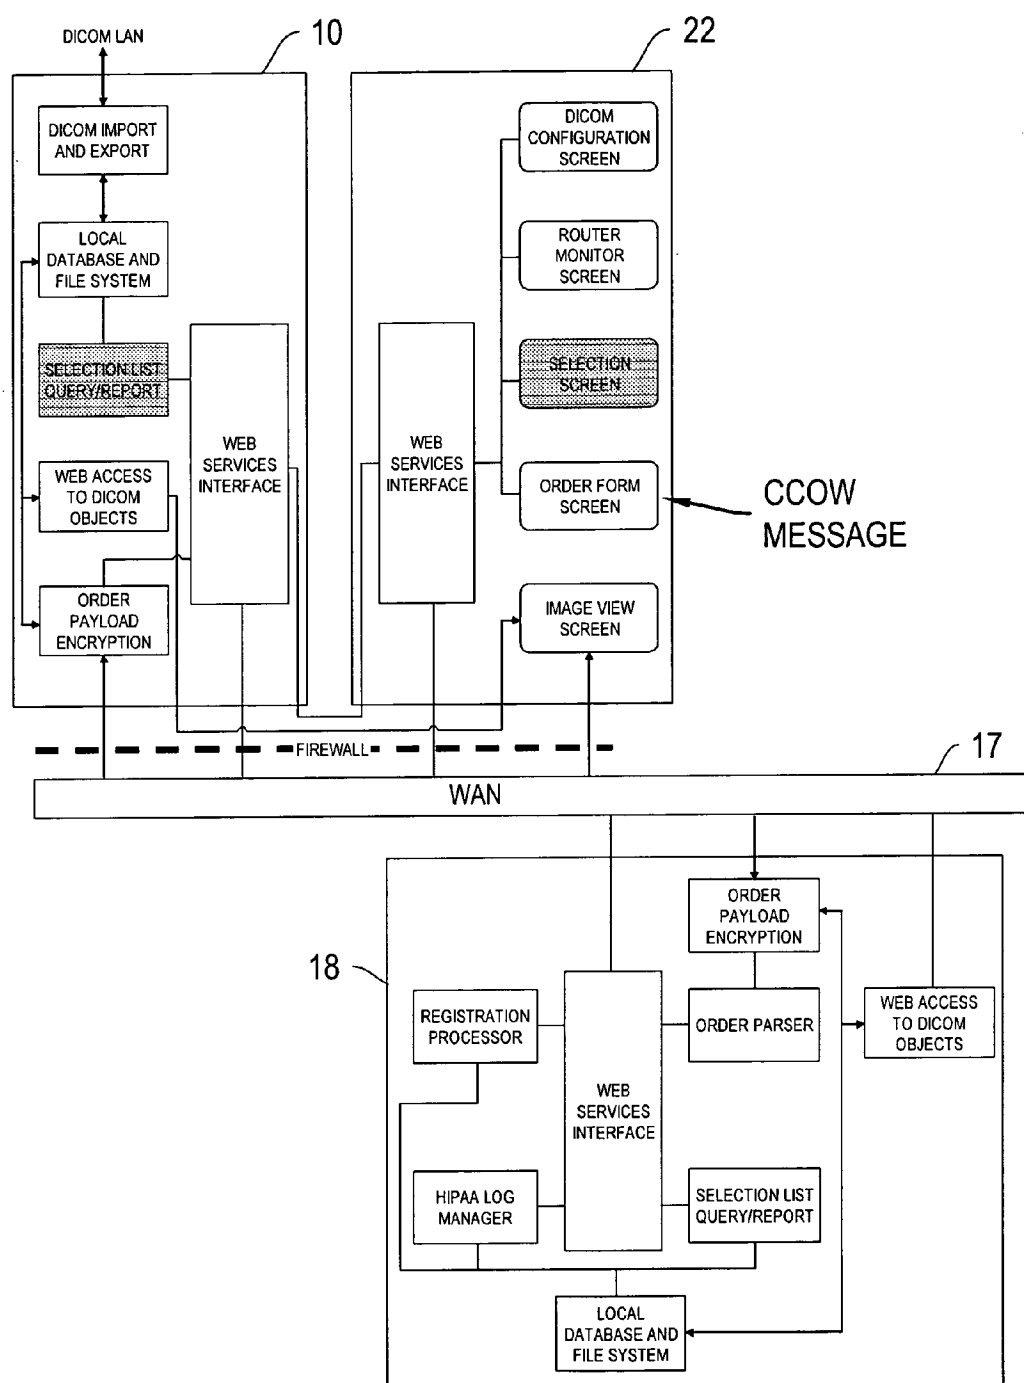 DICOM LAN
10
22
DICOM IMPORT
AND EXPORT
LOCAL
DATABASE AND
FILE SYSTEM
SELECTION LIST
QUERY/REPORT
WEB ACCESS
TO DICOM
OBJECTS
ORDER
PAYLOAD
ENCRYPTION
WEB
SERVICES
INTERFACE
WEB
SERVICES
INTERFACE
DICOM
CONFIGURATION
SCREEN
ROUTER
MONITOR
SCREEN
SELECTION
SCREEN
ORDER FORM
SCREEN
IMAGE VIEW
SCREEN
CCOW
MESSAGE
FIREWALL
17
WAN
18
ORDER
PAYLOAD
ENCRYPTION
REGISTRATION
PROCESSOR
ORDER PARSER
WEB ACCESS
TO DICOM
OBJECTS
WEB
SERVICES
INTERFACE
HIPAA LOG
MANAGER
SELECTION LIST
QUERY/REPORT
LOCAL
DATABASE AND
FILE SYSTEM